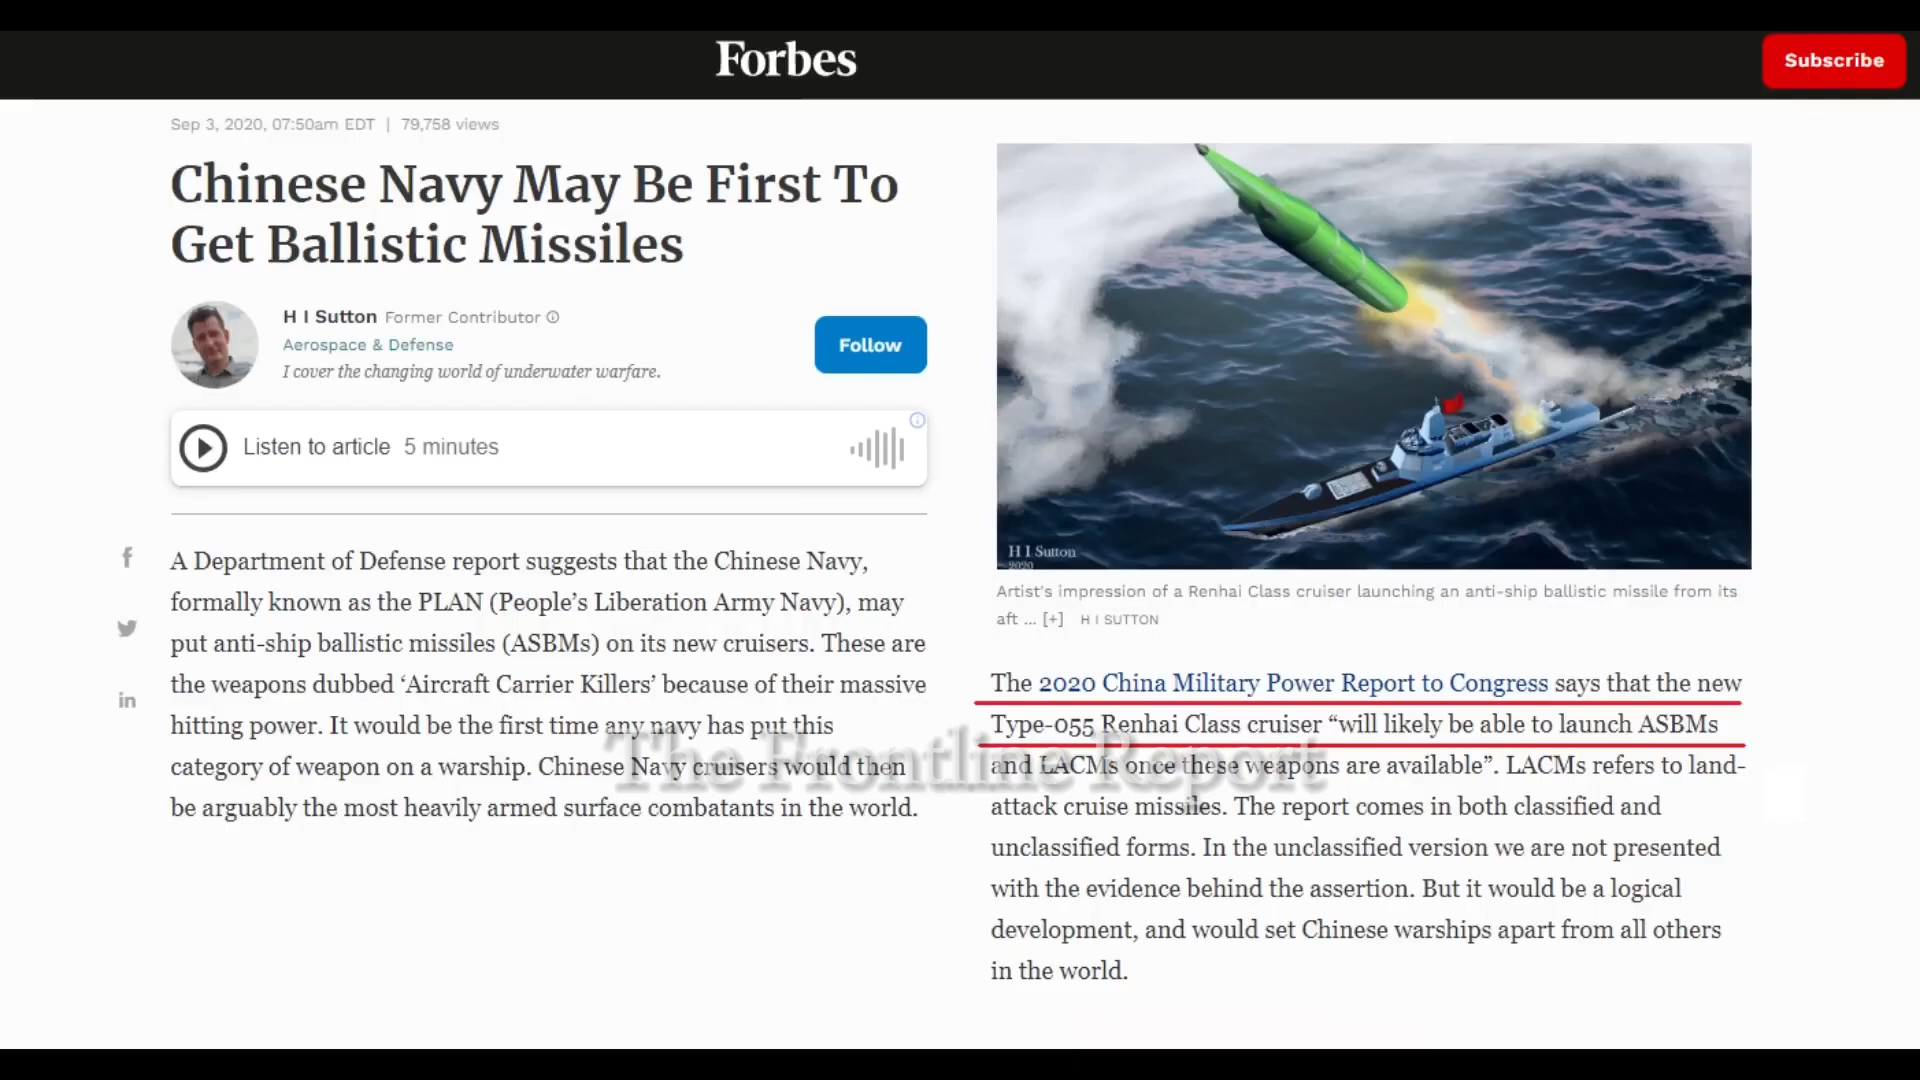 Forbes
Subscribe
Sep 3, 2020, 07:50am EDT | 79,758 views
Chinese Navy May Be First To
Get Ballistic Missiles
H I Sutton Former Contributor
Aerospace & Defense
I cover the changing world of underwater warfare.
Follow
Listen to article 5 minutes
A Department of Defense report suggests that the Chinese Navy,
formally known as the PLAN (People’s Liberation Army Navy), may
put anti-ship ballistic missiles (ASBMs) on its new cruisers. These are
the weapons dubbed ‘Aircraft Carrier Killers’ because of their massive
hitting power. It would be the first time any navy has put this
category of weapon on a warship. Chinese Navy cruisers would then
be arguably the most heavily armed surface combatants in the world.
H I Sutton
2020
Artist's impression of a Renhai Class cruiser launching an anti-ship ballistic missile from its
aft ... [+] H I SUTTON
The 2020 China Military Power Report to Congress says that the new
Type-055 Renhai Class cruiser “will likely be able to launch ASBMs
and LACMs once these weapons are available”. LACMs refers to land-
attack cruise missiles. The report comes in both classified and
unclassified forms. In the unclassified version we are not presented
with the evidence behind the assertion. But it would be a logical
development, and would set Chinese warships apart from all others
in the world.
The Frontline Report